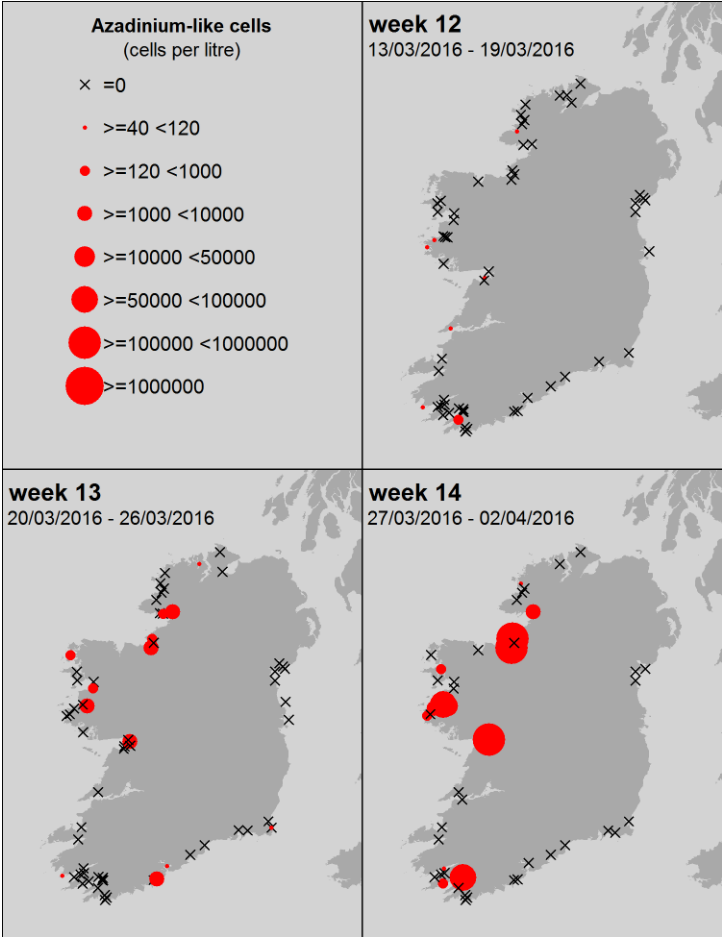 Azadinium-like cells
(cells per litre)
=0
>=40 <120
>=120 <1000
>=1000 <10000
>=10000 <50000
>=50000 <100000
>=100000 <1000000
>=1000000
week 12
13/03/2016 - 19/03/2016
week 13
20/03/2016 - 26/03/2016
week 14
27/03/2016 - 02/04/2016